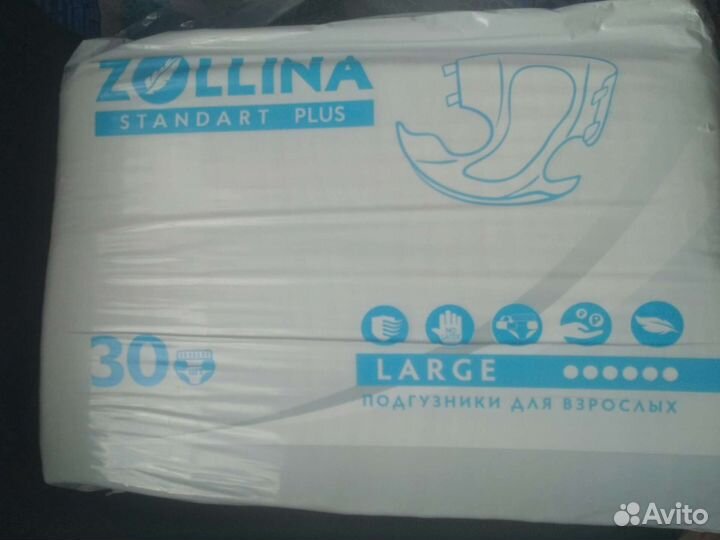 ZOLLINA
STANDART PLUS
30
LARGE
ПОДГУЗНИКИ ДЛЯ ВЗРОСЛЫХ
Avito